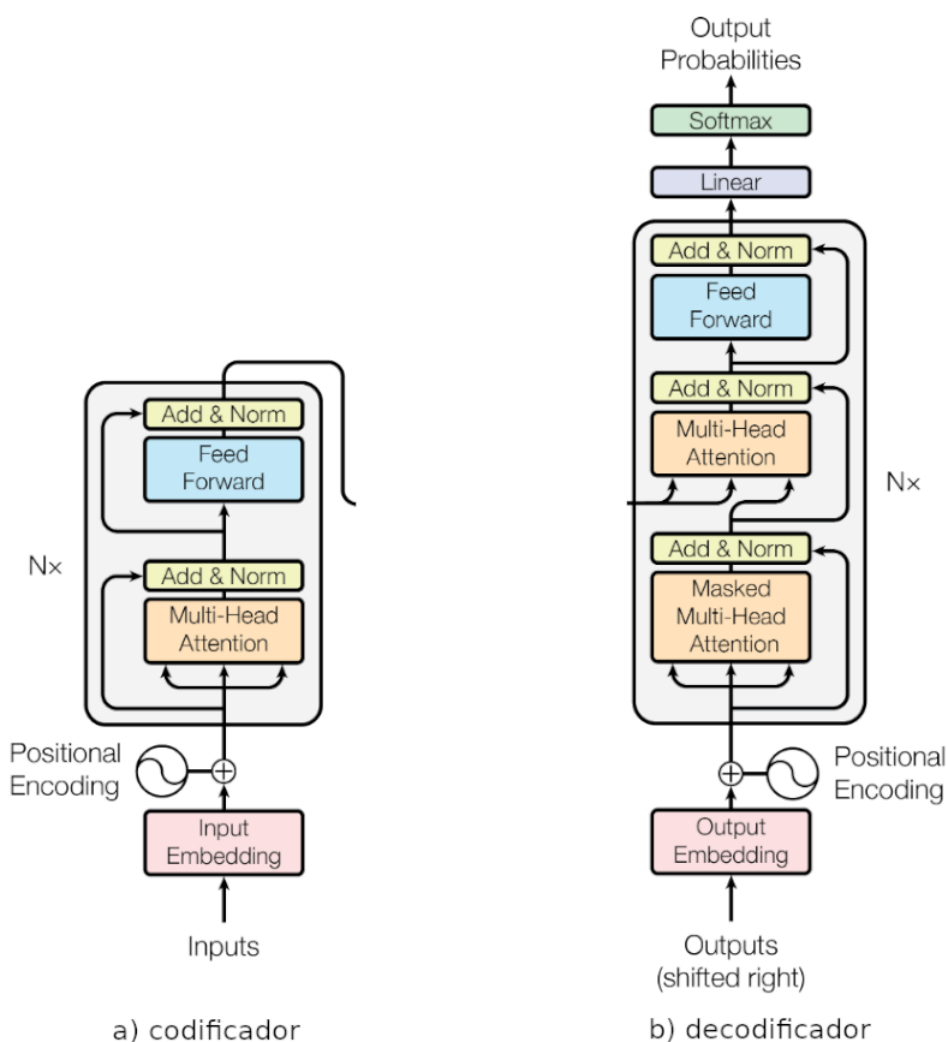 Add & Norm
Feed
Forward
Add & Norm
Multi-Head
Attention
Nx
Positional
Encoding
Input
Embedding
Inputs
a) codificador
Output
Probabilities
Softmax
Linear
Add & Norm
Feed
Forward
Add & Norm
Multi-Head
Attention
Nx
Add & Norm
Masked
Multi-Head
Attention
Positional
Encoding
Output
Embedding
Outputs
(shifted right)
b) decodificador